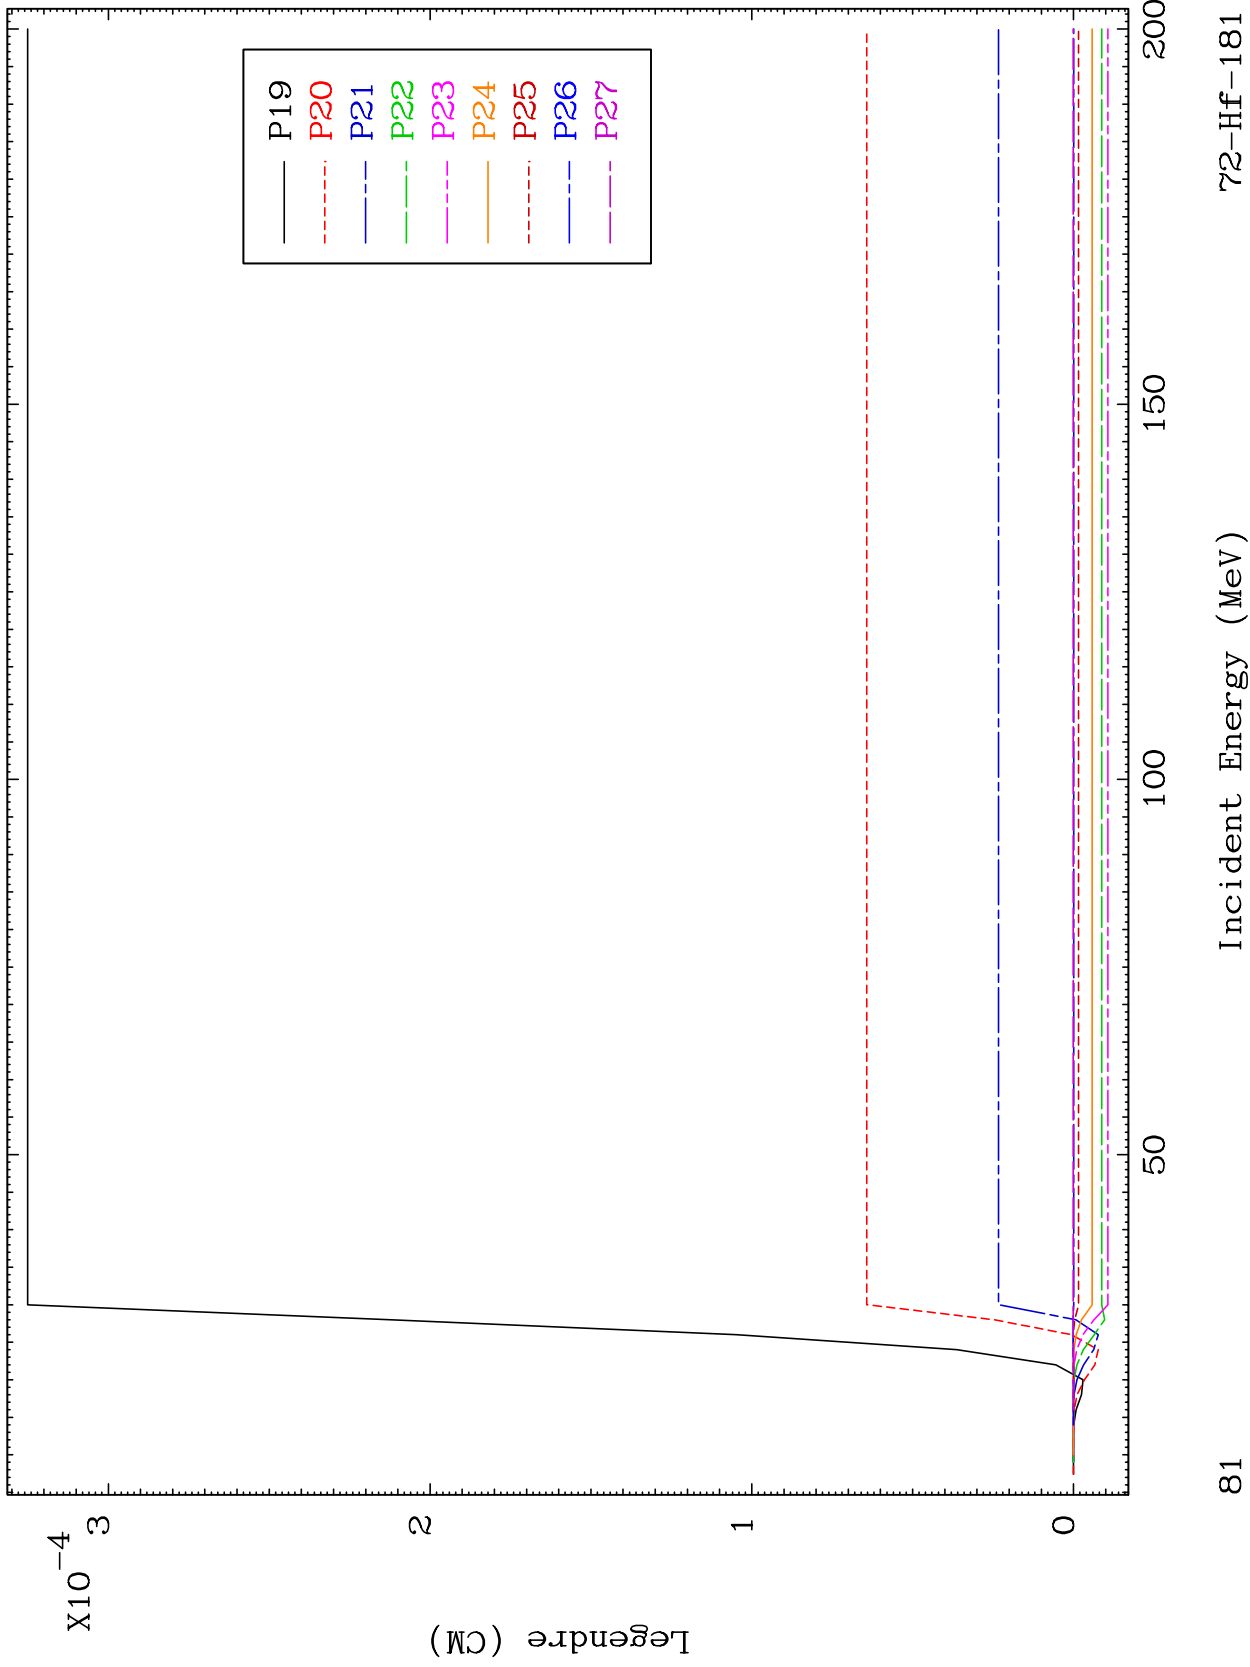 X10-4
3
2
1
0
Legendre (CM)
P19
P20
P21
P22
P23
P24
P25
P26
P27
50
100
150
200
Incident Energy (MeV)
81
72-Hf-181